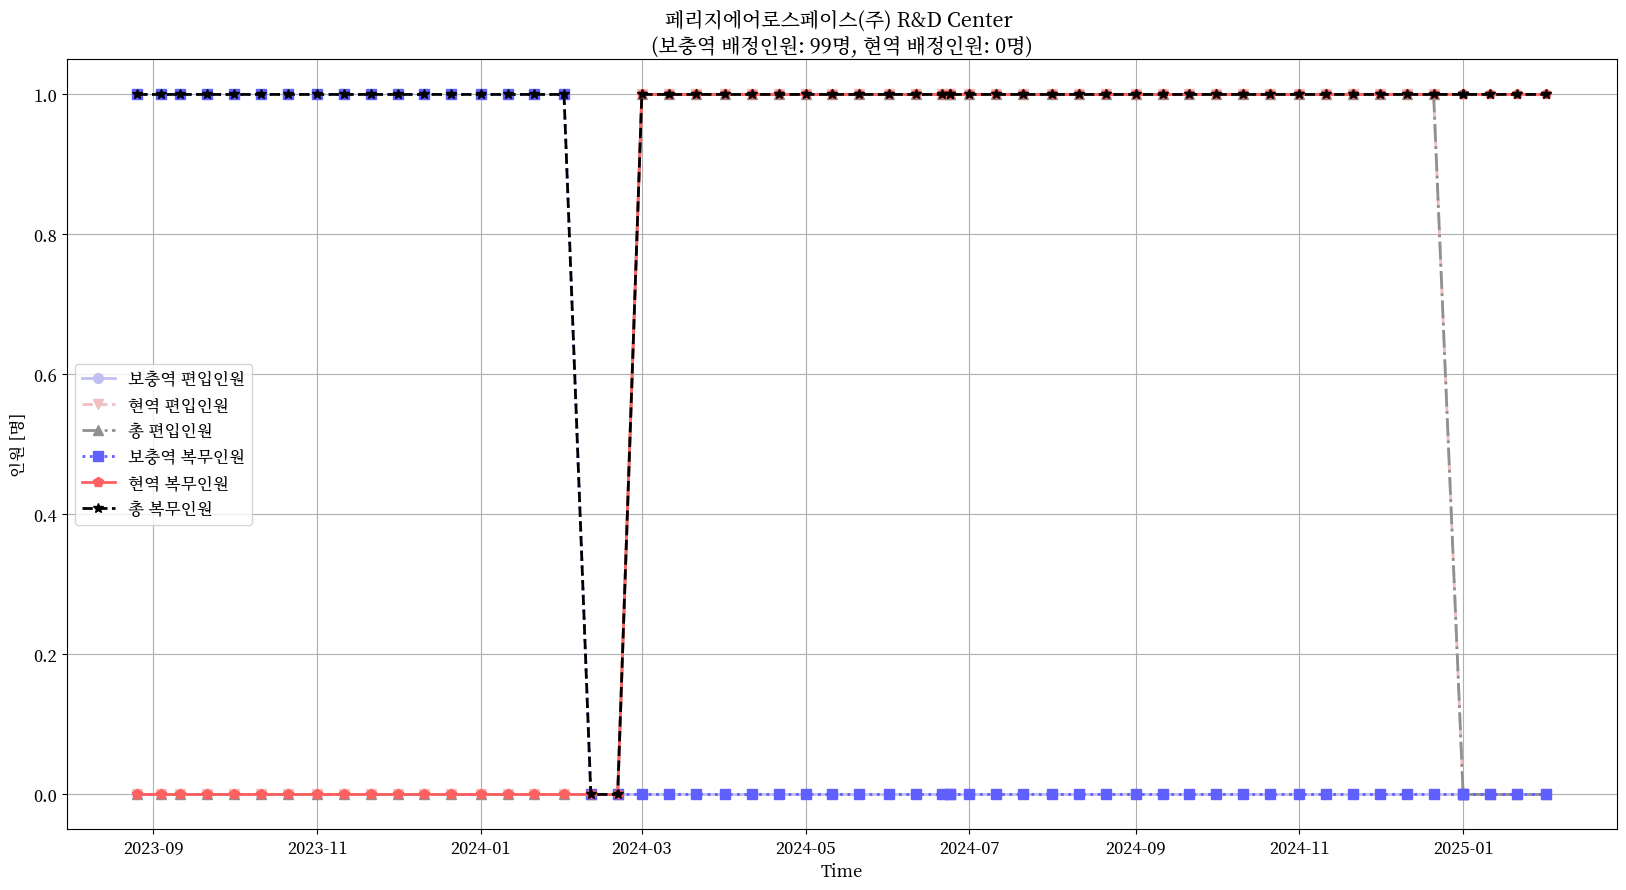 페리지에어로스페이스(주) R&D Center
(보충역 배정인원: 99명, 현역 배정인원: 0명)
1.0
0.8
0.6
0.4
0.2
0.0
인원 [명]
보충역 편입인원
현역 편입인원
총 편입인원
보충역 복무인원
현역 복무인원
총 복무인원
2023-09
2023-11
2024-01
2024-03
2024-05
2024-07
2024-09
2024-11
2025-01
Time